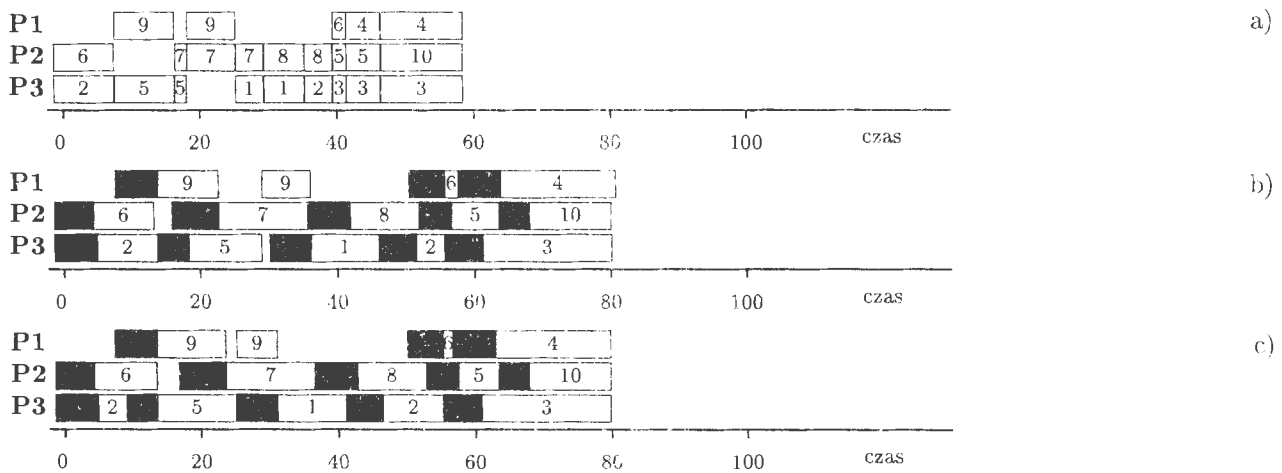 P1 9 9 6 4 4 a)
P2 6 7 7 7 8 8 5 5 10
P3 2 5 5 1 1 2 3 3 3
0 20 40 60 80 100 czas
P1 9 9 6 4 b)
P2 6 7 8 5 10
P3 2 5 1 2 3
0 20 40 60 80 100 czas
P1 9 9 6 4 c)
P2 6 7 8 5 10
P3 2 5 1 2 3
0 20 40 60 80 100 czas